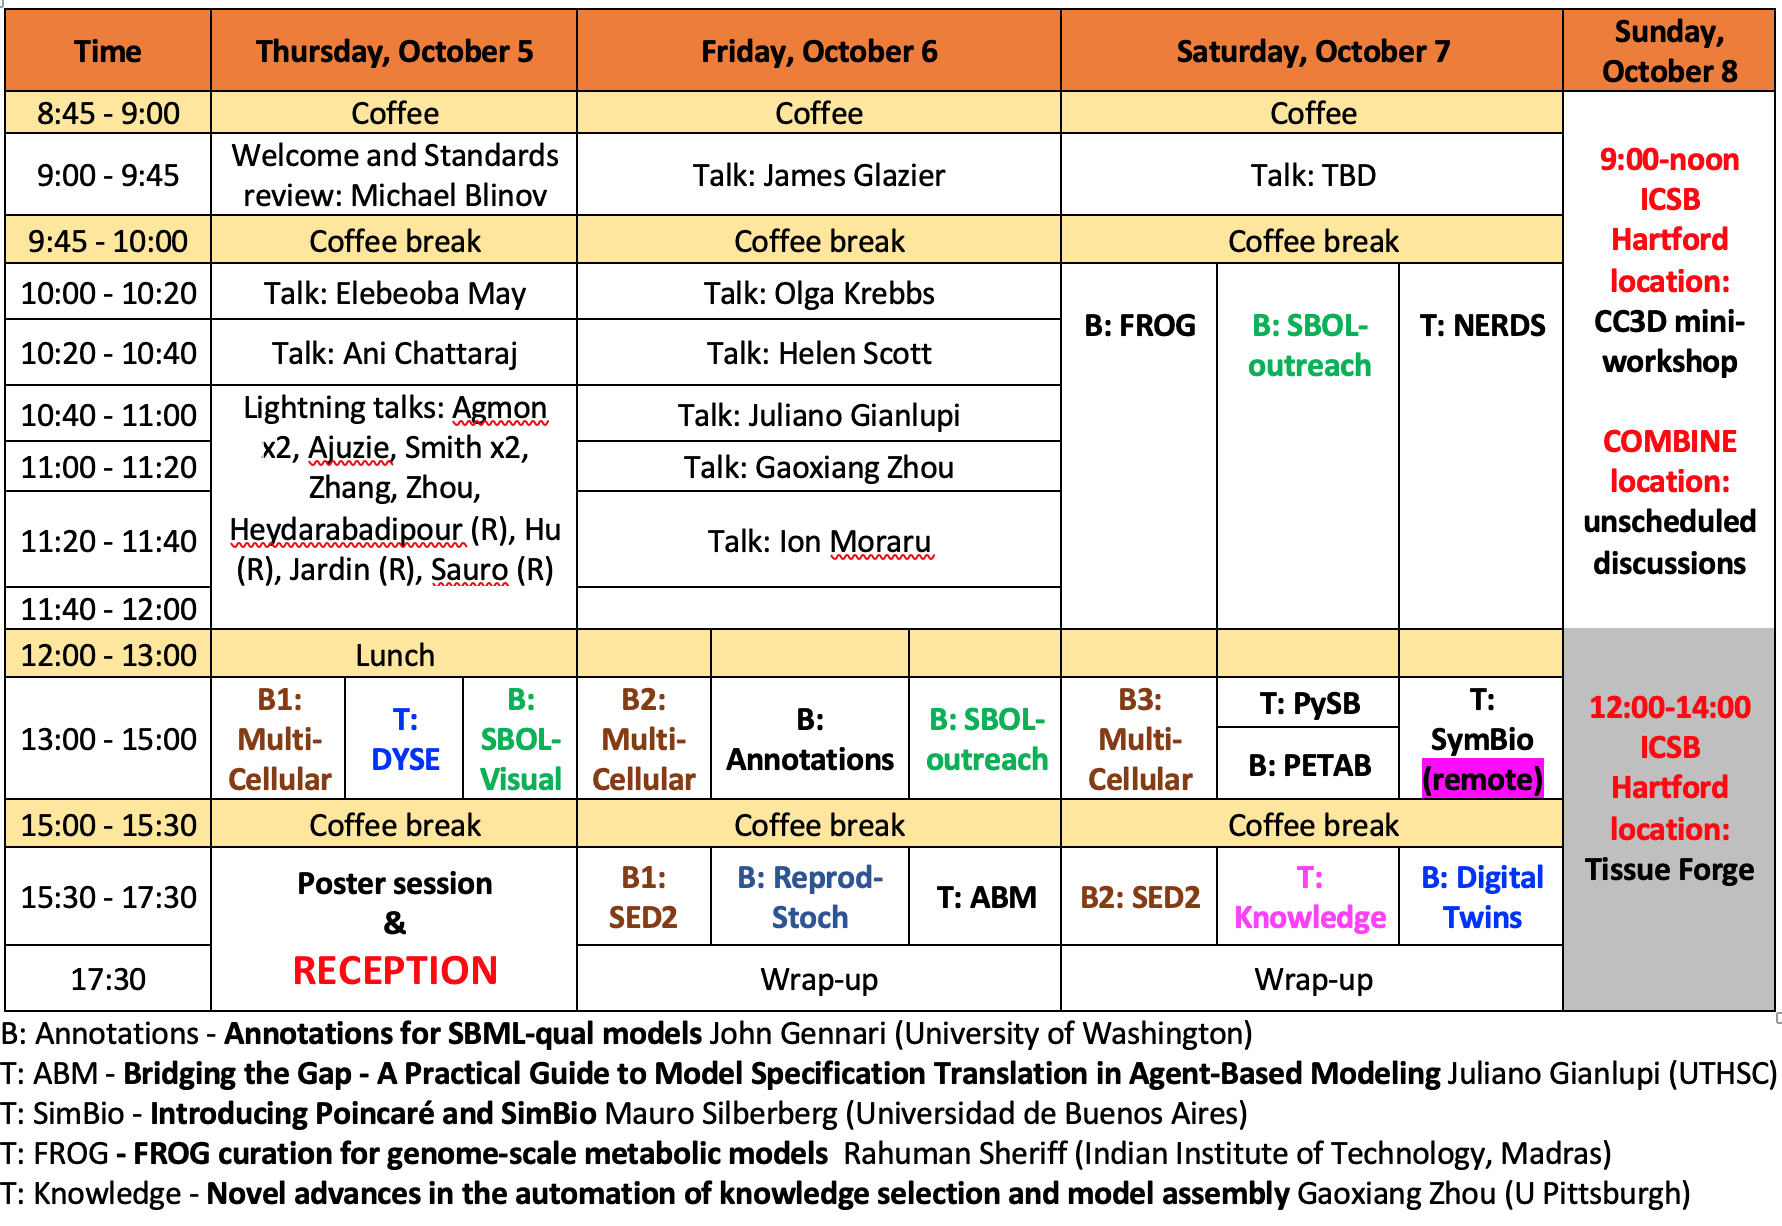 Time
Thursday, October 5
Friday, October 6
Saturday, October 7
Sunday,
October 8
8:45 - 9:00
Coffee
Coffee
Coffee
9:00 - 9:45
Welcome and Standards
review: Michael Blinov
Talk: James Glazier
Talk: TBD
9:00-noon
ICSB
Hartford
location:
CC3D mini-
workshop
COMBINE
location:
unscheduled
discussions
9:45 - 10:00
Coffee break
Coffee break
Coffee break
10:00 - 10:20
Talk: Elebeoba May
Talk: Olga Krebbs
B: FROG
B: SBOL-
outreach
T: NERDS
10:20 - 10:40
Talk: Ani Chattaraj
Talk: Helen Scott
10:40 - 11:00
Lightning talks: Agmon
x2, Ajuzie, Smith x2,
Zhang, Zhou,
Heydarabadipour (R), Hu
(R), Jardin (R), Sauro (R)
Talk: Juliano Gianlupi
11:00 - 11:20
Talk: Gaoxiang Zhou
11:20 - 11:40
Talk: Ion Moraru
11:40 - 12:00
12:00 - 13:00
Lunch
13:00 - 15:00
B1:
Multi-
Cellular
T:
DYSE
B:
SBOL-
Visual
B2:
Multi-
Cellular
B:
Annotations
B: SBOL-
outreach
B3:
Multi-
Cellular
T: PySB
B: PETAB
T:
SymBio
(remote)
12:00-14:00
ICSB
Hartford
location:
Tissue Forge
15:00 - 15:30
Coffee break
Coffee break
Coffee break
15:30 - 17:30
Poster session
&
RECEPTION
B1:
SED2
B: Reprod-
Stoch
T: ABM
B2: SED2
T:
Knowledge
B: Digital
Twins
17:30
Wrap-up
Wrap-up
B: Annotations - Annotations for SBML-qual models John Gennari (University of Washington)
T: ABM - Bridging the Gap - A Practical Guide to Model Specification Translation in Agent-Based Modeling Juliano Gianlupi (UTHSC)
T: SimBio - Introducing Poincaré and SimBio Mauro Silberberg (Universidad de Buenos Aires)
T: FROG - FROG curation for genome-scale metabolic models Rahuman Sheriff (Indian Institute of Technology, Madras)
T: Knowledge - Novel advances in the automation of knowledge selection and model assembly Gaoxiang Zhou (U Pittsburgh)